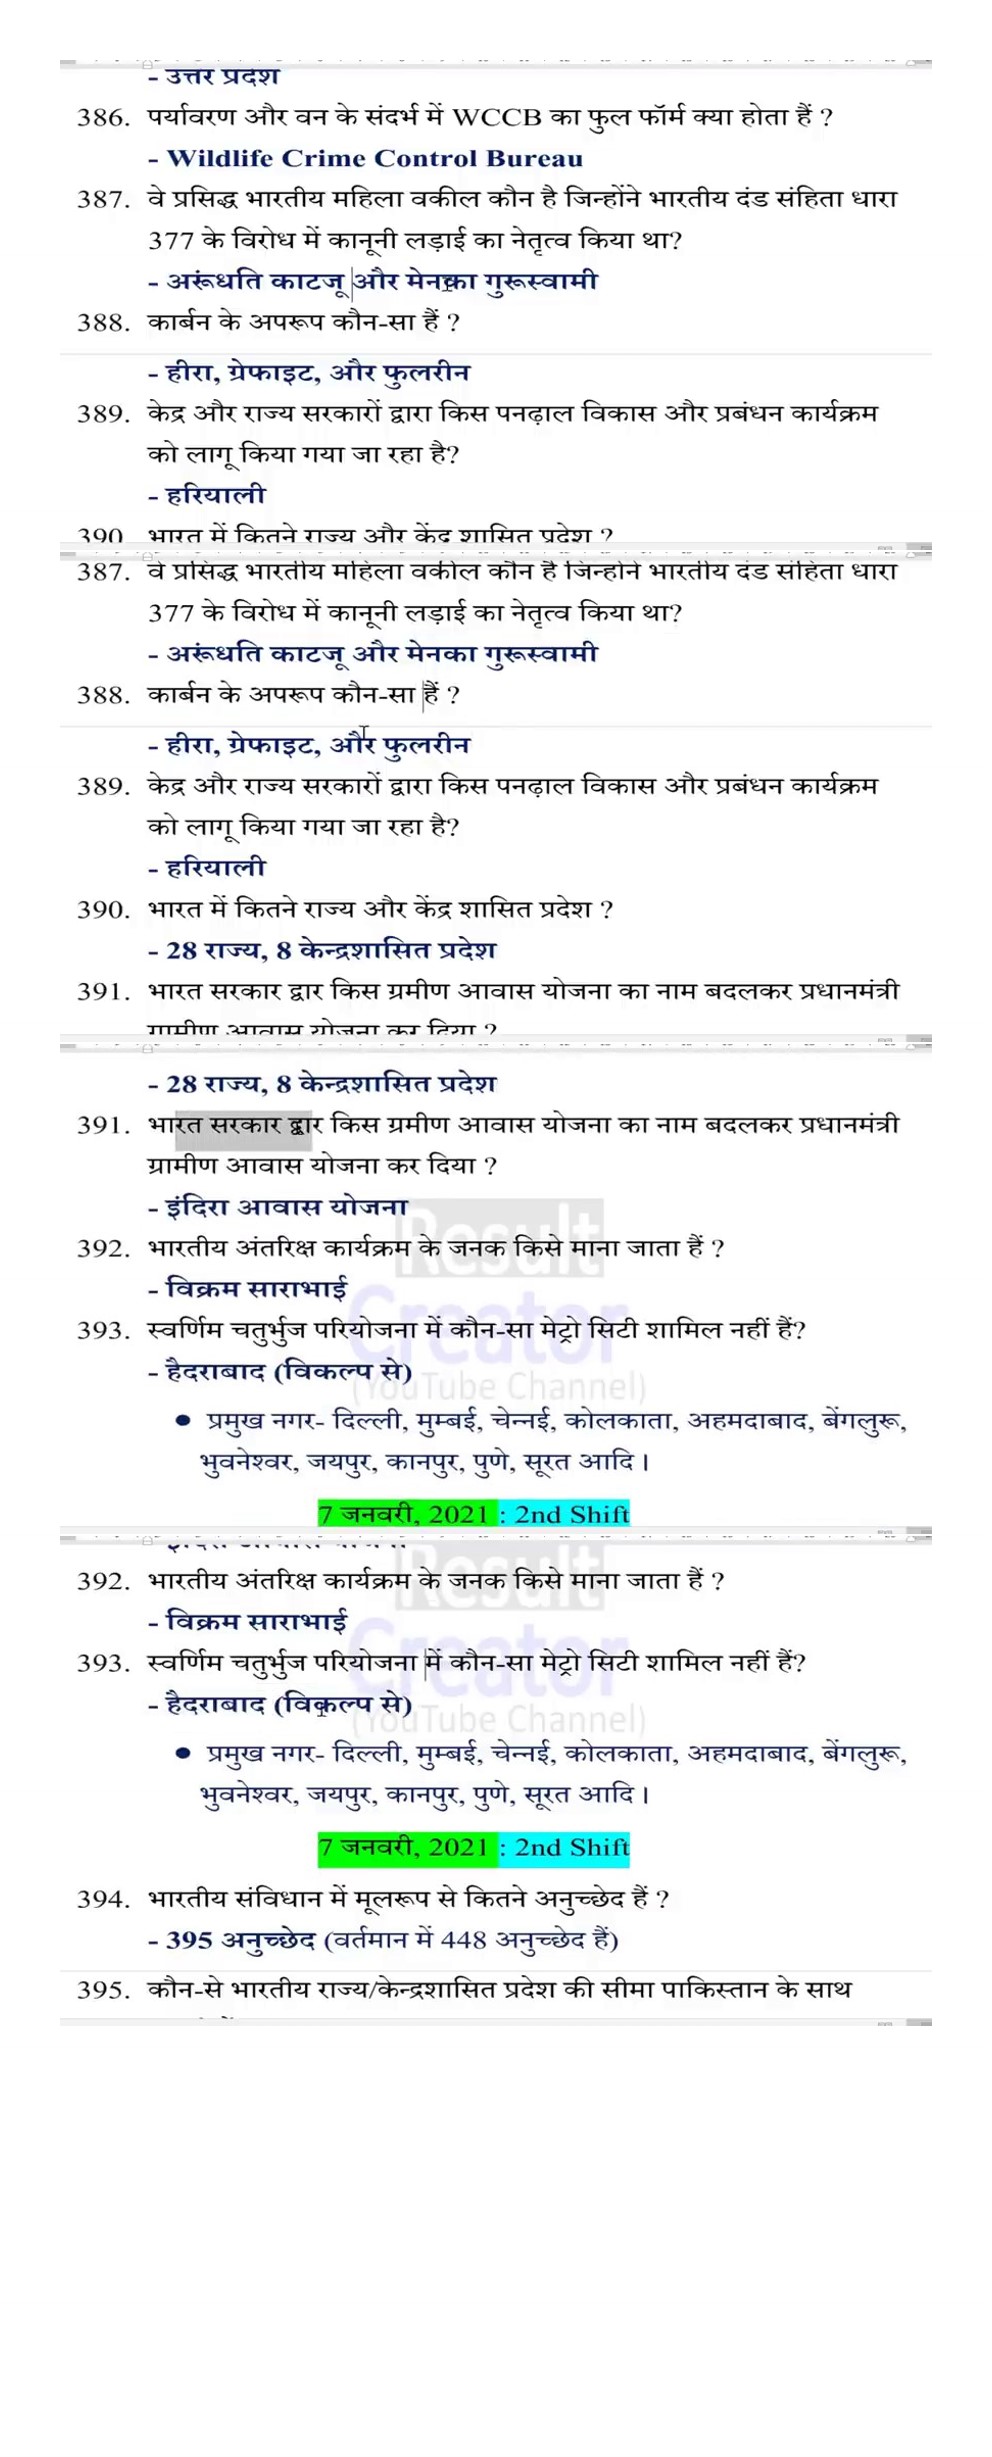 - उत्तर प्रदेश
386. पर्यावरण और वन के संदर्भ में WCCB का फुल फॉर्म क्या होता हैं ?
- Wildlife Crime Control Bureau
387. वे प्रसिद्ध भारतीय महिला वकील कौन है जिन्होंने भारतीय दंड संहिता धारा
377 के विरोध में कानूनी लड़ाई का नेतृत्व किया था?
- अरूंधति काटजू और मेनका गुरूस्वामी
388. कार्बन के अपरूप कौन-सा हैं ?
- हीरा, ग्रेफाइट, और फुलरीन
389. केद्र और राज्य सरकारों द्वारा किस पनढ़ाल विकास और प्रबंधन कार्यक्रम
को लागू किया गया जा रहा है?
- हरियाली
390. भारत में कितने राज्य और केंद्र शासित प्रदेश ?
387. वे प्रसिद्ध भारतीय महिला वकील कौन है जिन्होंने भारतीय दंड संहिता धारा
377 के विरोध में कानूनी लड़ाई का नेतृत्व किया था?
- अरूंधति काटजू और मेनका गुरूस्वामी
388. कार्बन के अपरूप कौन-सा हैं ?
- हीरा, ग्रेफाइट, और फुलरीन
389. केद्र और राज्य सरकारों द्वारा किस पनढ़ाल विकास और प्रबंधन कार्यक्रम
को लागू किया गया जा रहा है?
- हरियाली
390. भारत में कितने राज्य और केंद्र शासित प्रदेश ?
- 28 राज्य, 8 केन्द्रशासित प्रदेश
391. भारत सरकार द्वार किस ग्रमीण आवास योजना का नाम बदलकर प्रधानमंत्री
ग्रामीण आवास योजना कर दिया ?
- 28 राज्य, 8 केन्द्रशासित प्रदेश
391. भारत सरकार द्वार किस ग्रमीण आवास योजना का नाम बदलकर प्रधानमंत्री
ग्रामीण आवास योजना कर दिया ?
- इंदिरा आवास योजना
Result
392. भारतीय अंतरिक्ष कार्यक्रम के जनक किसे माना जाता हैं ?
- विक्रम साराभाई
Creator
393. स्वर्णिम चतुर्भुज परियोजना में कौन-सा मेट्रो सिटी शामिल नहीं हैं?
- हैदराबाद (विकल्प से)
(YouTube Channel)
● प्रमुख नगर- दिल्ली, मुम्बई, चेन्नई, कोलकाता, अहमदाबाद, बेंगलुरू,
भुवनेश्वर, जयपुर, कानपुर, पुणे, सूरत आदि ।
7 जनवरी, 2021 : 2nd Shift
Result
392. भारतीय अंतरिक्ष कार्यक्रम के जनक किसे माना जाता हैं ?
- विक्रम साराभाई
Creator
393. स्वर्णिम चतुर्भुज परियोजना में कौन-सा मेट्रो सिटी शामिल नहीं हैं?
- हैदराबाद (विकल्प से)
(YouTube Channel)
● प्रमुख नगर- दिल्ली, मुम्बई, चेन्नई, कोलकाता, अहमदाबाद, बेंगलुरू,
भुवनेश्वर, जयपुर, कानपुर, पुणे, सूरत आदि ।
7 जनवरी, 2021 : 2nd Shift
394. भारतीय संविधान में मूलरूप से कितने अनुच्छेद हैं ?
- 395 अनुच्छेद (वर्तमान में 448 अनुच्छेद हैं)
395. कौन-से भारतीय राज्य/केन्द्रशासित प्रदेश की सीमा पाकिस्तान के साथ